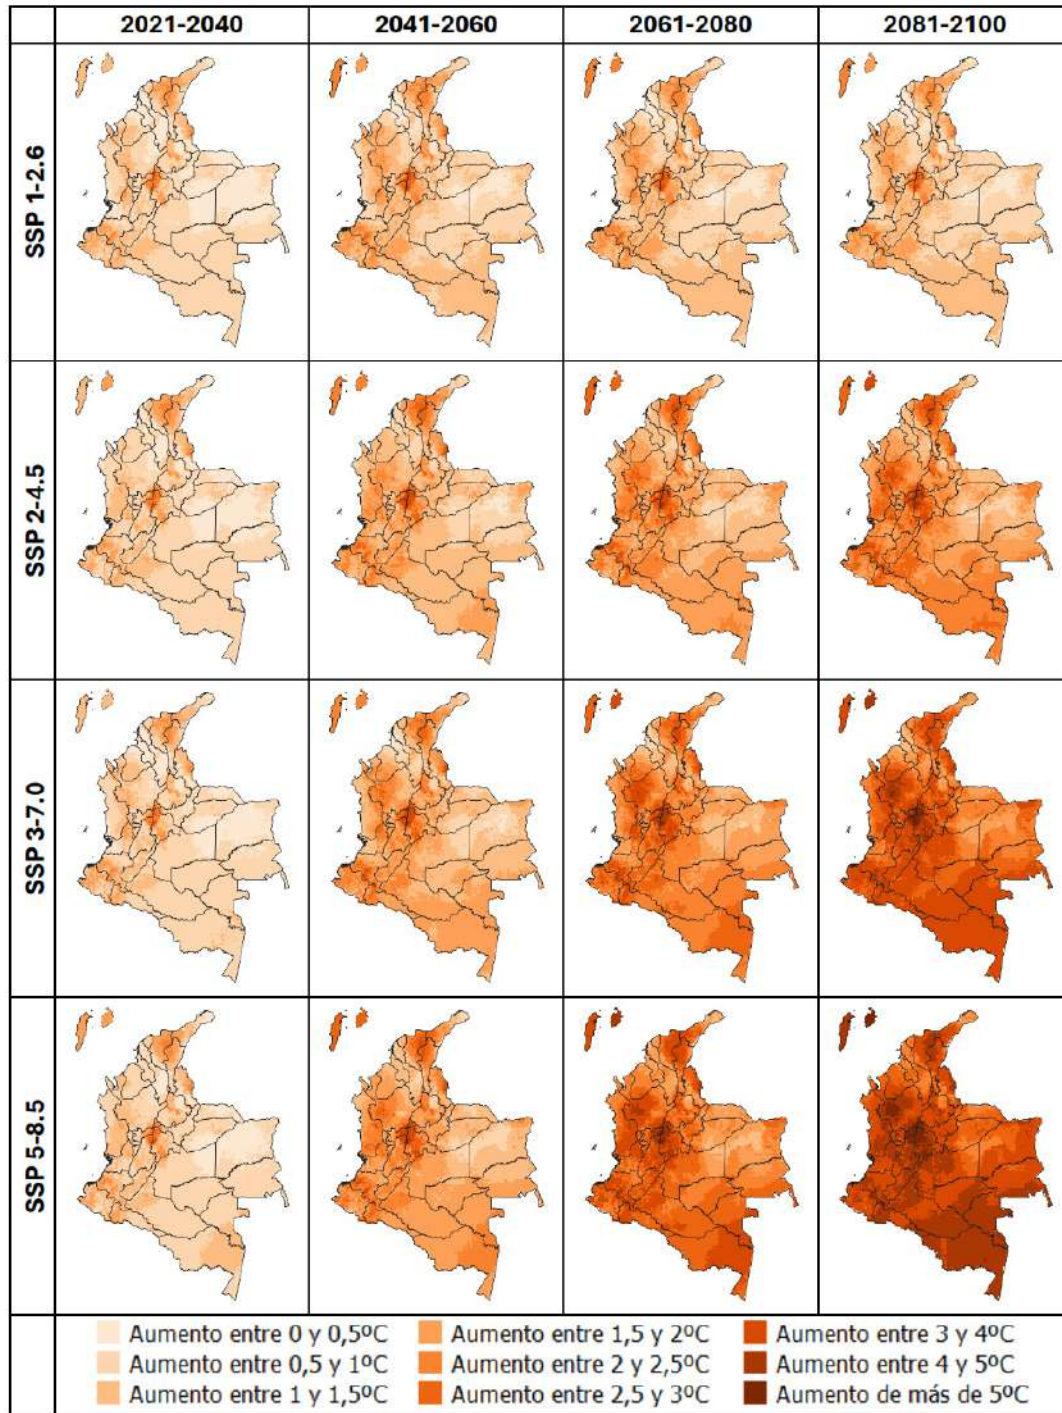 2021-2040 2041-2060 2061-2080 2081-2100
SSP 1-2.6
SSP 2-4.5
SSP 3-7.0
SSP 5-8.5
Aumento entre 0 y 0,5ºC Aumento entre 1,5 y 2ºC Aumento entre 3 y 4ºC
Aumento entre 0,5 y 1ºC Aumento entre 2 y 2,5ºC Aumento entre 4 y 5ºC
Aumento entre 1 y 1,5ºC Aumento entre 2,5 y 3ºC Aumento de más de 5ºC